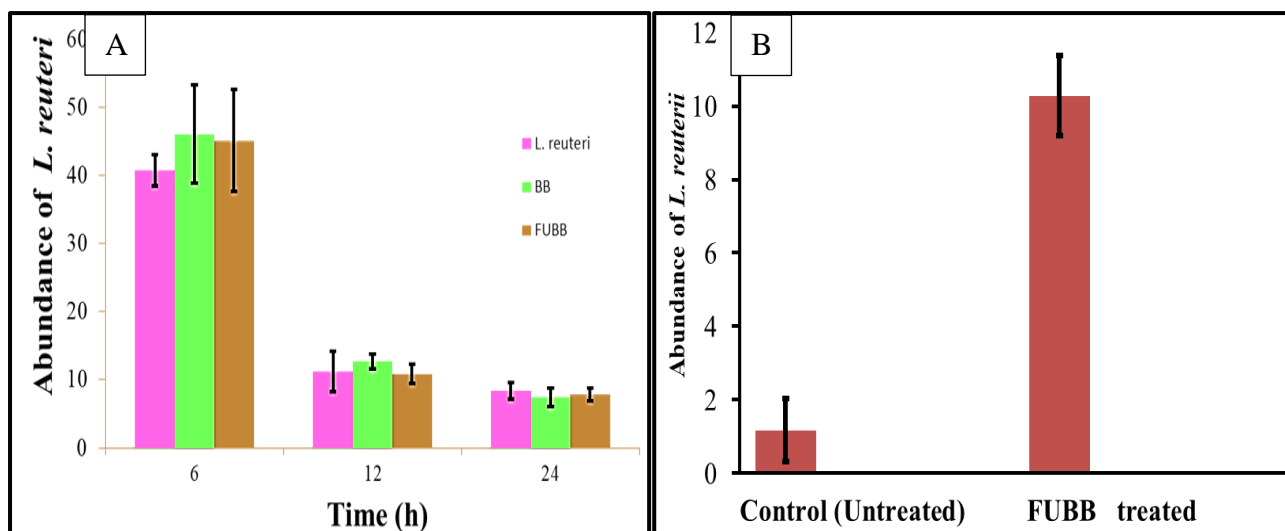 A
Abundance of L. reuteri
60
50
40
30
20
10
0
6 12 24
Time (h)
L. reuteri
BB
FUBB
B
Abundance of L. reuterii
12
10
8
6
4
2
0
Control (Untreated) FUBB treated